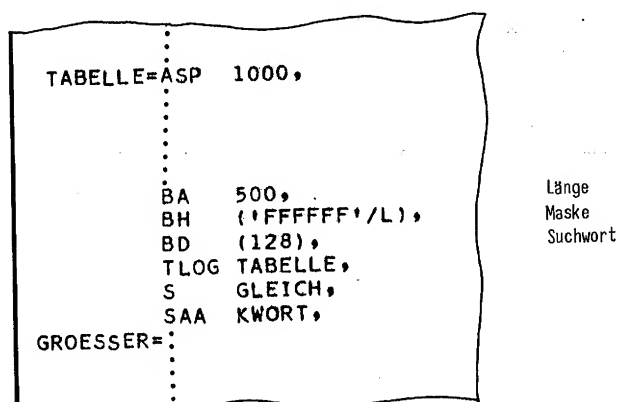 TABELLE=ASP 1000,
BA 500, Länge
BH ('FFFFFF'/L), Maske
BD (128), Suchwort
TLOG TABELLE,
S GLEICH,
SAA KWORT,
GROESSER=